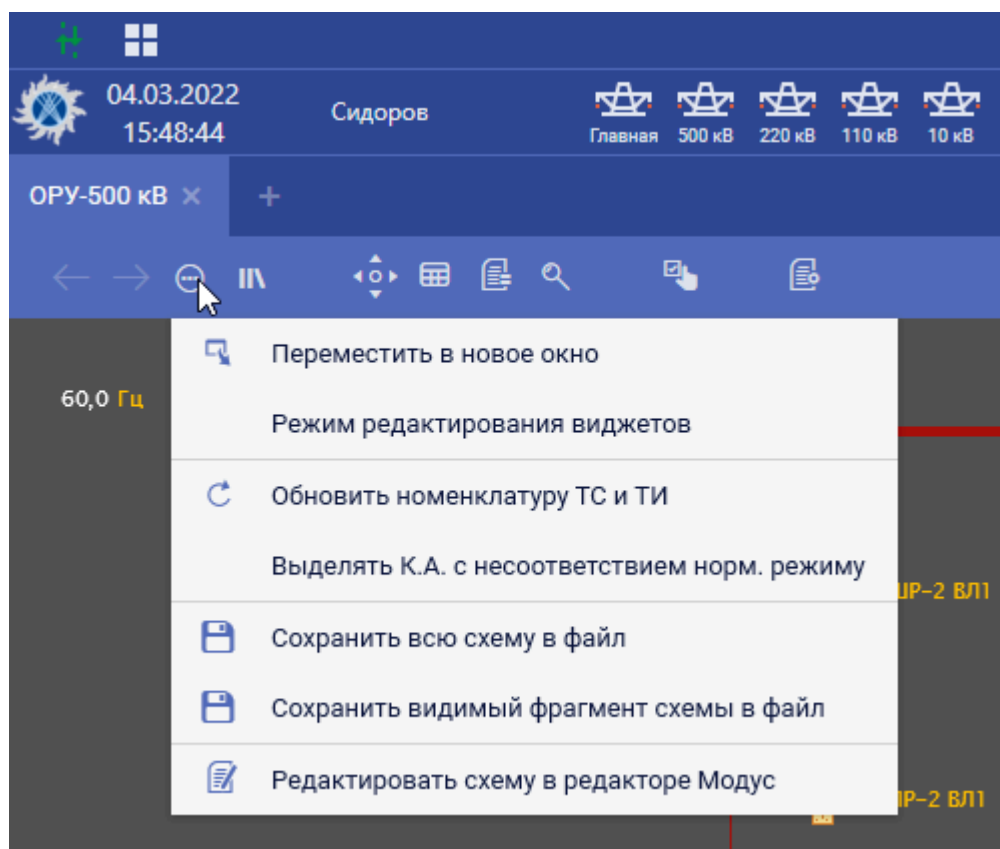 04.03.2022
15:48:44
Сидоров
Главная
500 кВ
220 кВ
110 кВ
10 кВ
ОРУ-500 кВ
60,0 Гц
Переместить в новое окно
Режим редактирования виджетов
Обновить номенклатуру ТС и ТИ
Выделять К.А. с несоответствием норм. режиму
ВЛ1
Сохранить всю схему в файл
Сохранить видимый фрагмент схемы в файл
Редактировать схему в редакторе Модус
ВЛ1